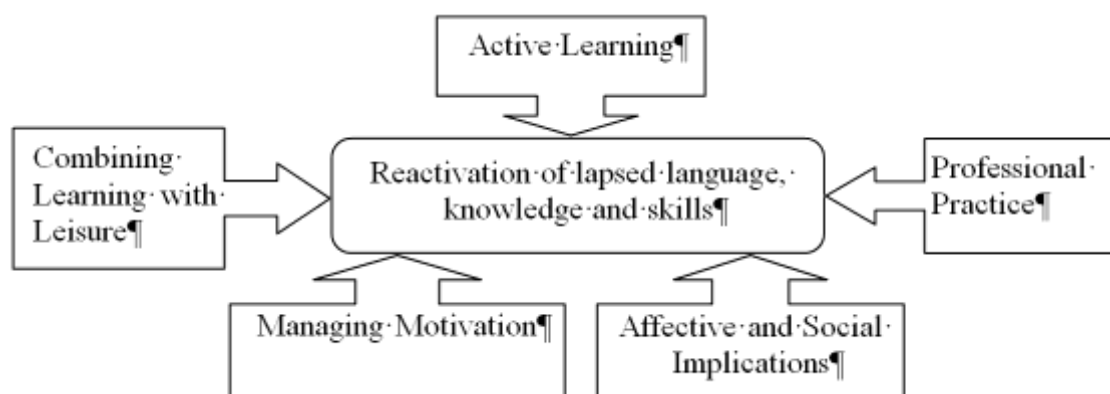 Active·Learning¶
Combining·
Learning·with·
Leisure¶
Reactivation·of·lapsed·language,·
knowledge·and·skills¶
Professional·
Practice¶
Managing·Motivation¶
Affective·and·Social·
Implications¶